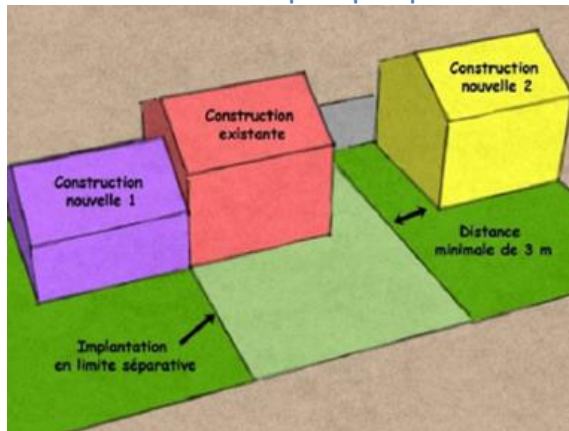 Construction
nouvelle 2
Construction
existante
Construction
nouvelle 1
Distance
minimale de 3 m
Implantation
en limite séparative